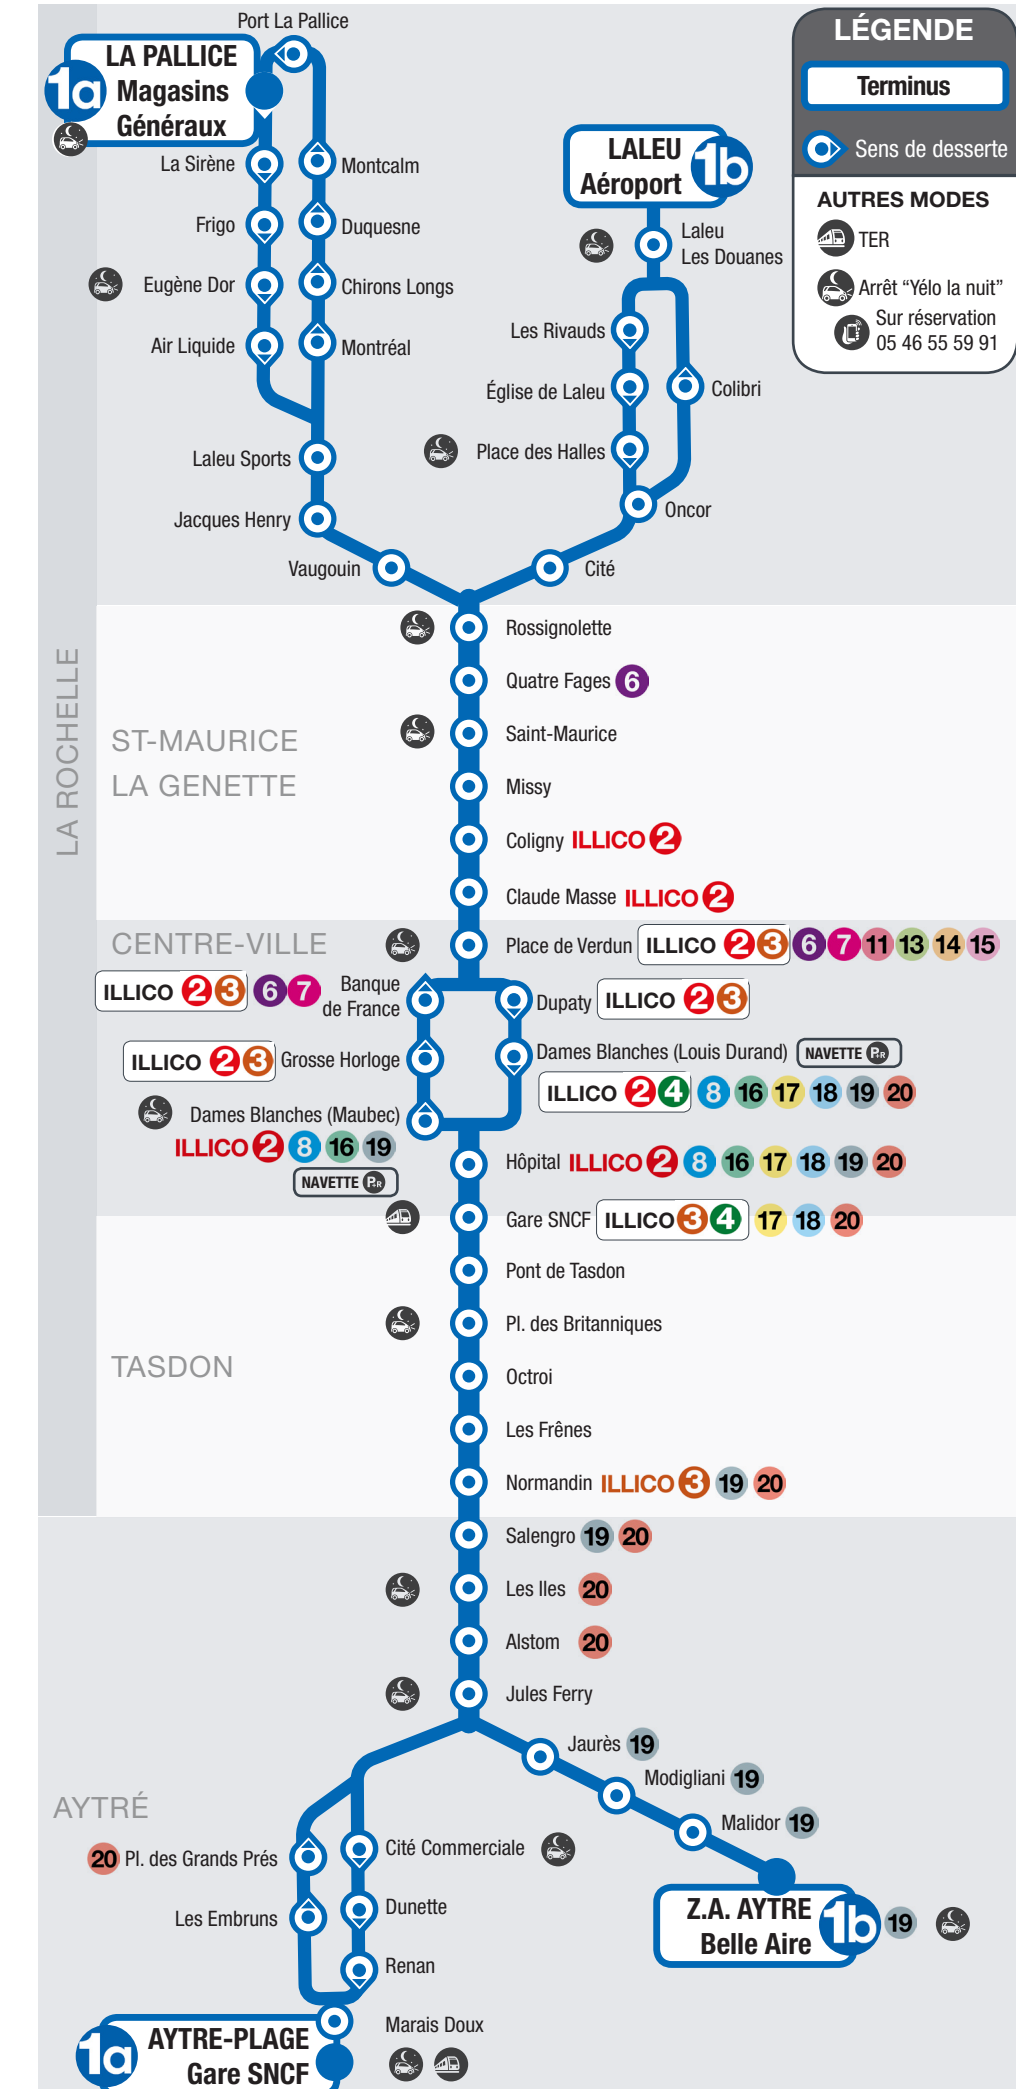 Port La Pallice
LÉGENDE
Terminus
Sens de desserte
AUTRES MODES
TER
Arrêt “Yélo la nuit”
Sur réservation
05 46 55 59 91
1a
LA PALLICE
Magasins
Généraux
La Sirène
Montcalm
Frigo
Duquesne
Eugène Dor
Chirons Longs
Air Liquide
Montréal
Laleu Sports
Jacques Henry
Vaugouin
LALEU
Aéroport
1b
Laleu
Les Douanes
Les Rivauds
Église de Laleu
Colibri
Place des Halles
Oncor
Cité
LA ROCHELLE
Rossignolette
Quatre Fages 6
ST-MAURICE
LA GENETTE
Saint-Maurice
Missy
Coligny ILLICO 2
Claude Masse ILLICO 2
CENTRE-VILLE
Place de Verdun ILLICO 2 3 6 7 11 13 14 15
ILLICO 2 3 6 7 Banque
de France
Dupaty ILLICO 2 3
ILLICO 2 3 Grosse Horloge
Dames Blanches (Louis Durand) NAVETTE P+R
ILLICO 2 4 8 16 17 18 19 20
Dames Blanches (Maubec)
ILLICO 2 8 16 19
NAVETTE P+R
Hôpital ILLICO 2 8 16 17 18 19 20
Gare SNCF ILLICO 3 4 17 18 20
Pont de Tasdon
Pl. des Britanniques
TASDON
Octroi
Les Frênes
Normandin ILLICO 3 19 20
Salengro 19 20
Les Iles 20
Alstom 20
Jules Ferry
Jaurès 19
Modigliani 19
Malidor 19
AYTRÉ
20 Pl. des Grands Prés
Cité Commerciale
Les Embruns
Dunette
Renan
Z.A. AYTRE
Belle Aire
1b 19
Marais Doux
1a
AYTRE-PLAGE
Gare SNCF